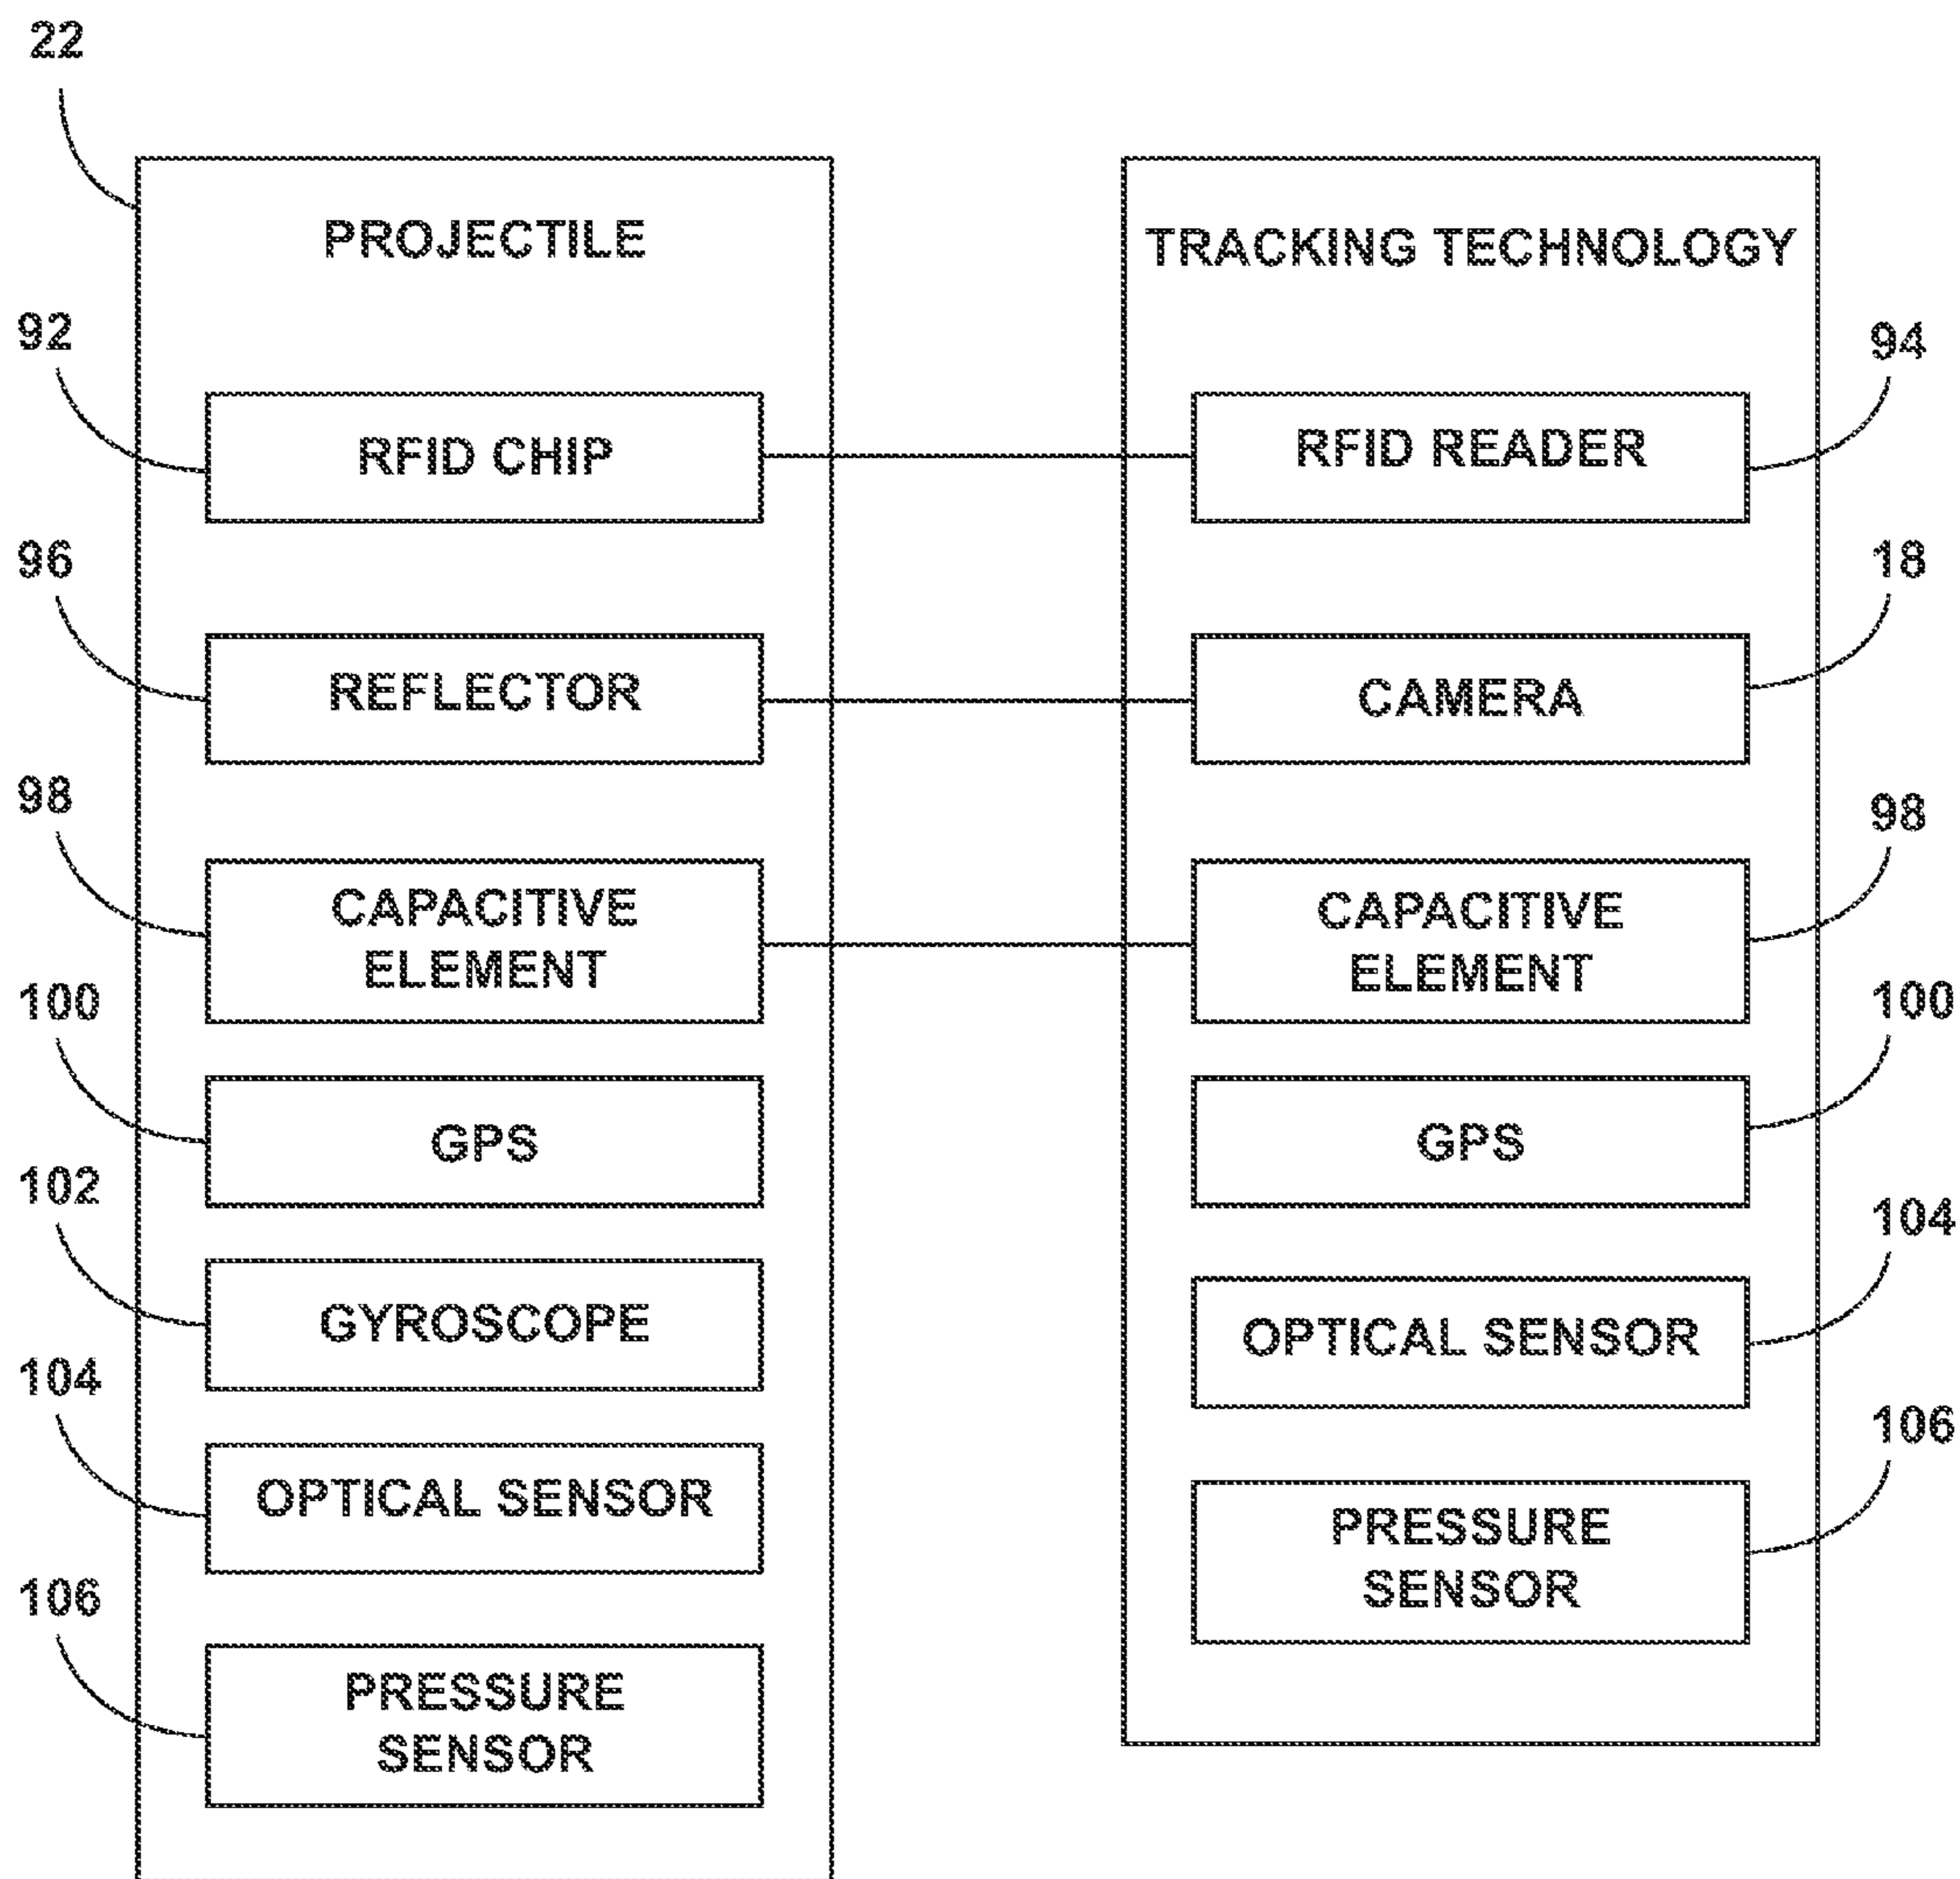 22
PROJECTILE
92
RFID CHIP
96
REFLECTOR
98
CAPACITIVE
ELEMENT
100
GPS
102
GYROSCOPE
104
OPTICAL SENSOR
106
PRESSURE
SENSOR
TRACKING TECHNOLOGY
94
RFID READER
18
CAMERA
98
CAPACITIVE
ELEMENT
100
GPS
104
OPTICAL SENSOR
106
PRESSURE
SENSOR